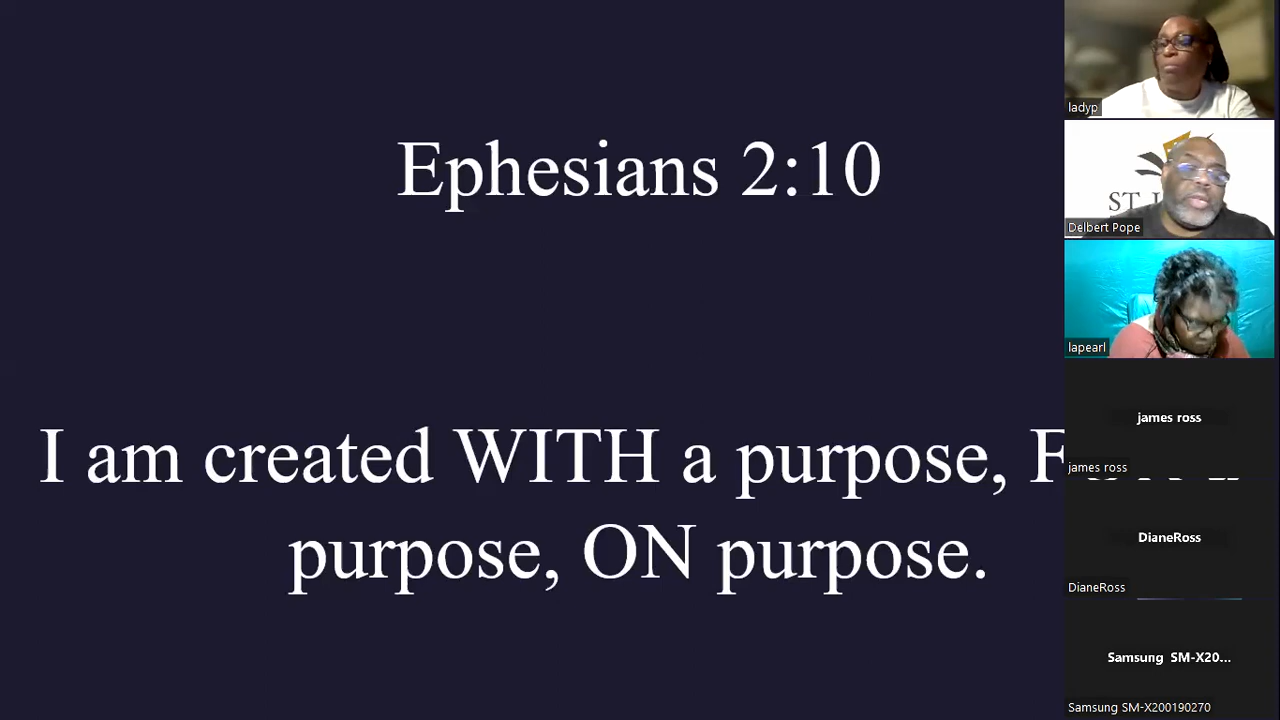 Ephesians 2:10
I am created WITH a purpose,
purpose, ON purpose.
ladyp
ST.
Delbert Pope
lapearl
james ross
james ross
DianeRoss
DianeRoss
Samsung SM-X20...
Samsung SM-X200190270